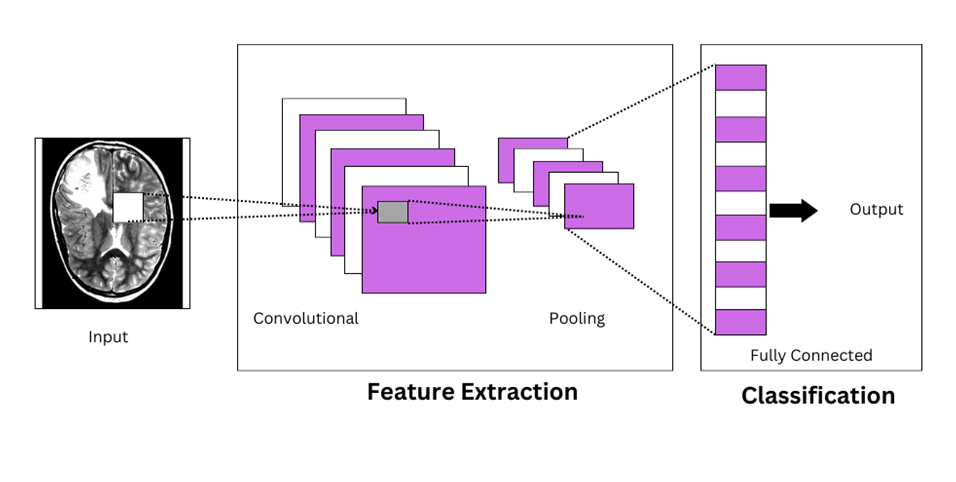 Input
Convolutional
Pooling
Feature Extraction
Fully Connected
Output
Classification